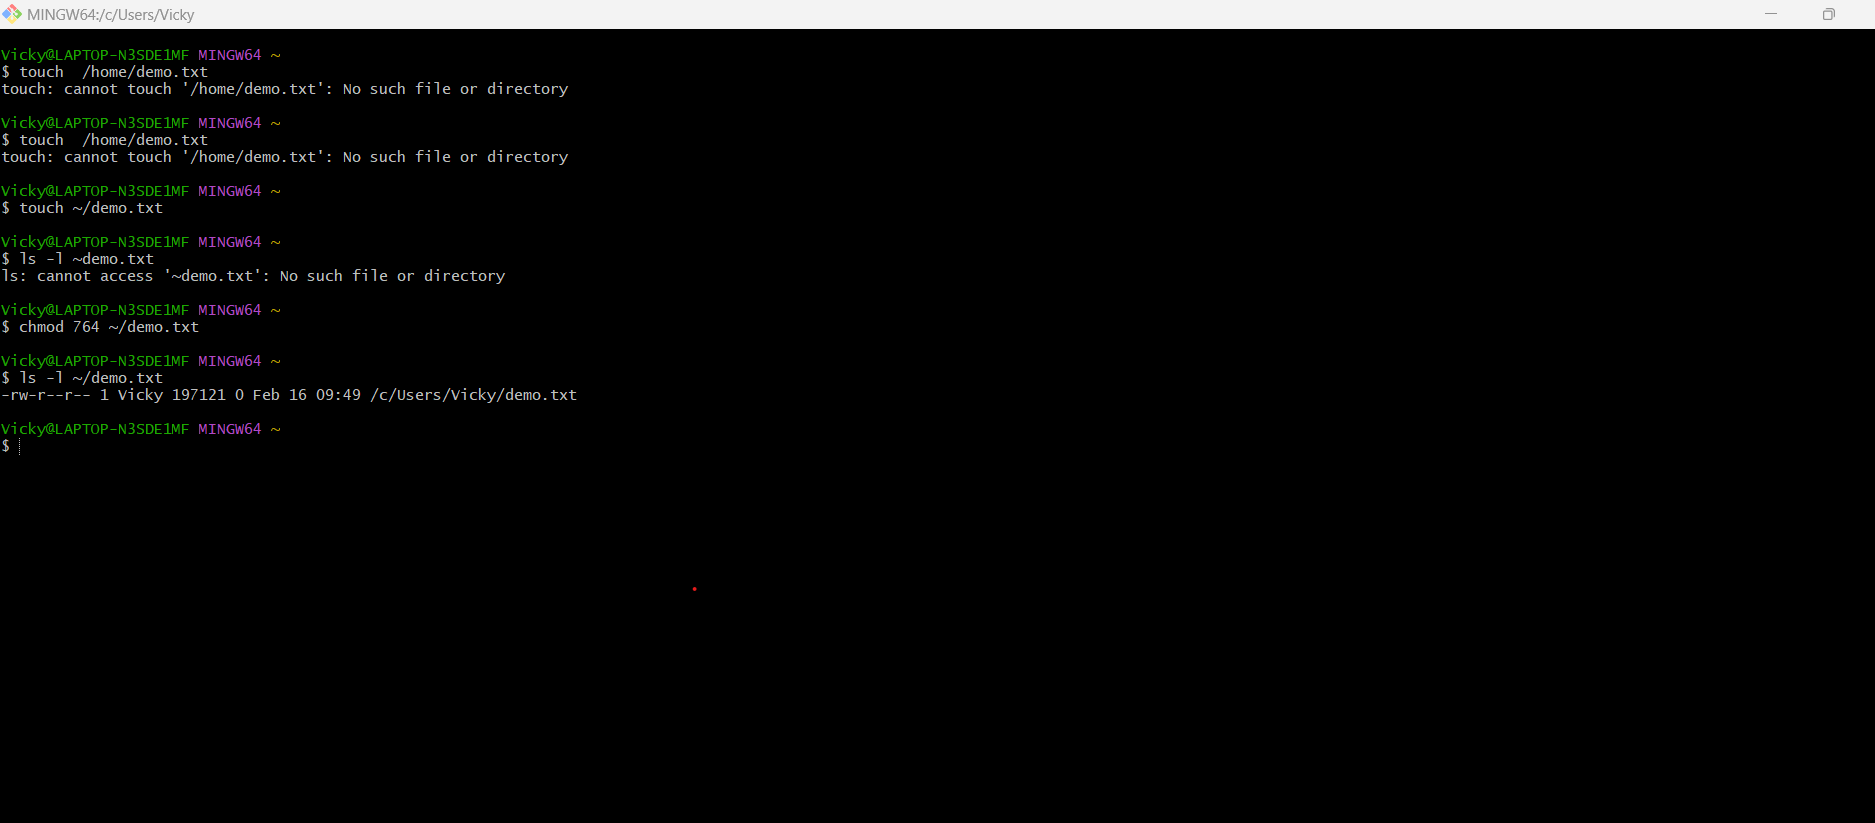 MINGW64:/c/Users/Vicky
Vicky@LAPTOP-N3SDE1MF MINGW64 ~
$ touch  /home/demo.txt
touch: cannot touch '/home/demo.txt': No such file or directory
Vicky@LAPTOP-N3SDE1MF MINGW64 ~
$ touch  /home/demo.txt
touch: cannot touch '/home/demo.txt': No such file or directory
Vicky@LAPTOP-N3SDE1MF MINGW64 ~
$ touch ~/demo.txt
Vicky@LAPTOP-N3SDE1MF MINGW64 ~
$ ls -l ~demo.txt
ls: cannot access '~demo.txt': No such file or directory
Vicky@LAPTOP-N3SDE1MF MINGW64 ~
$ chmod 764 ~/demo.txt
Vicky@LAPTOP-N3SDE1MF MINGW64 ~
$ ls -l ~/demo.txt
-rw-r--r-- 1 Vicky 197121 0 Feb 16 09:49 /c/Users/Vicky/demo.txt
Vicky@LAPTOP-N3SDE1MF MINGW64 ~
$